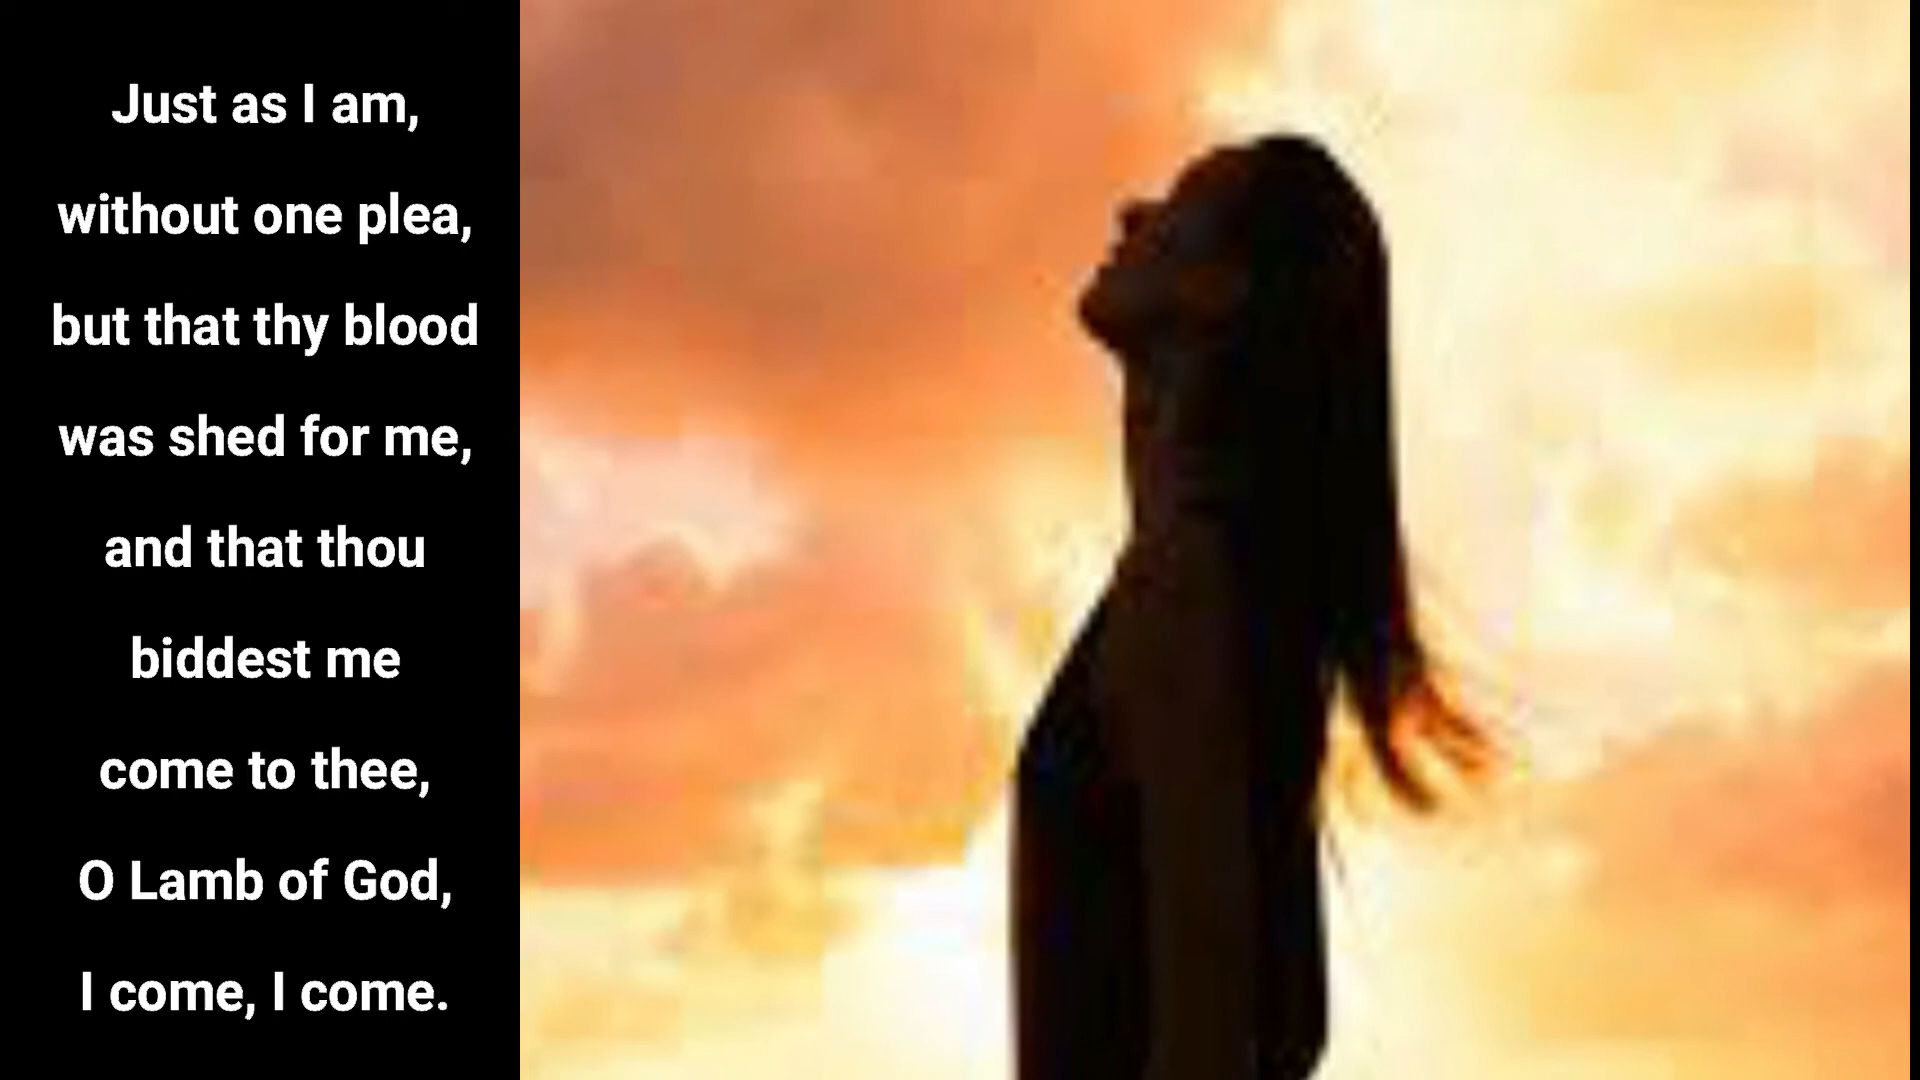 Just as I am,
without one plea,
but that thy blood
was shed for me,
and that thou
biddest me
come to thee,
O Lamb of God,
I come, I come.